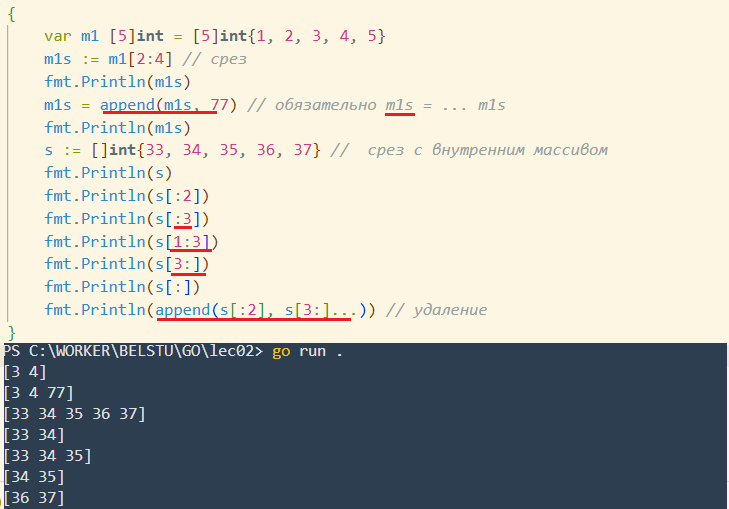 {
var m1 [5]int = [5]int{1, 2, 3, 4, 5}
m1s := m1[2:4] // срез
fmt.Println(m1s)
m1s = append(m1s, 77) // обязательно m1s = ... m1s
fmt.Println(m1s)
s := []int{33, 34, 35, 36, 37} //  срез с внутренним массивом
fmt.Println(s)
fmt.Println(s[:2])
fmt.Println(s[:3])
fmt.Println(s[1:3])
fmt.Println(s[3:])
fmt.Println(s[:])
fmt.Println(append(s[:2], s[3:]...)) // удаление
}
PS C:\WORKER\BELSTU\GO\lec02> go run .
[3 4]
[3 4 77]
[33 34 35 36 37]
[33 34]
[33 34 35]
[34 35]
[36 37]